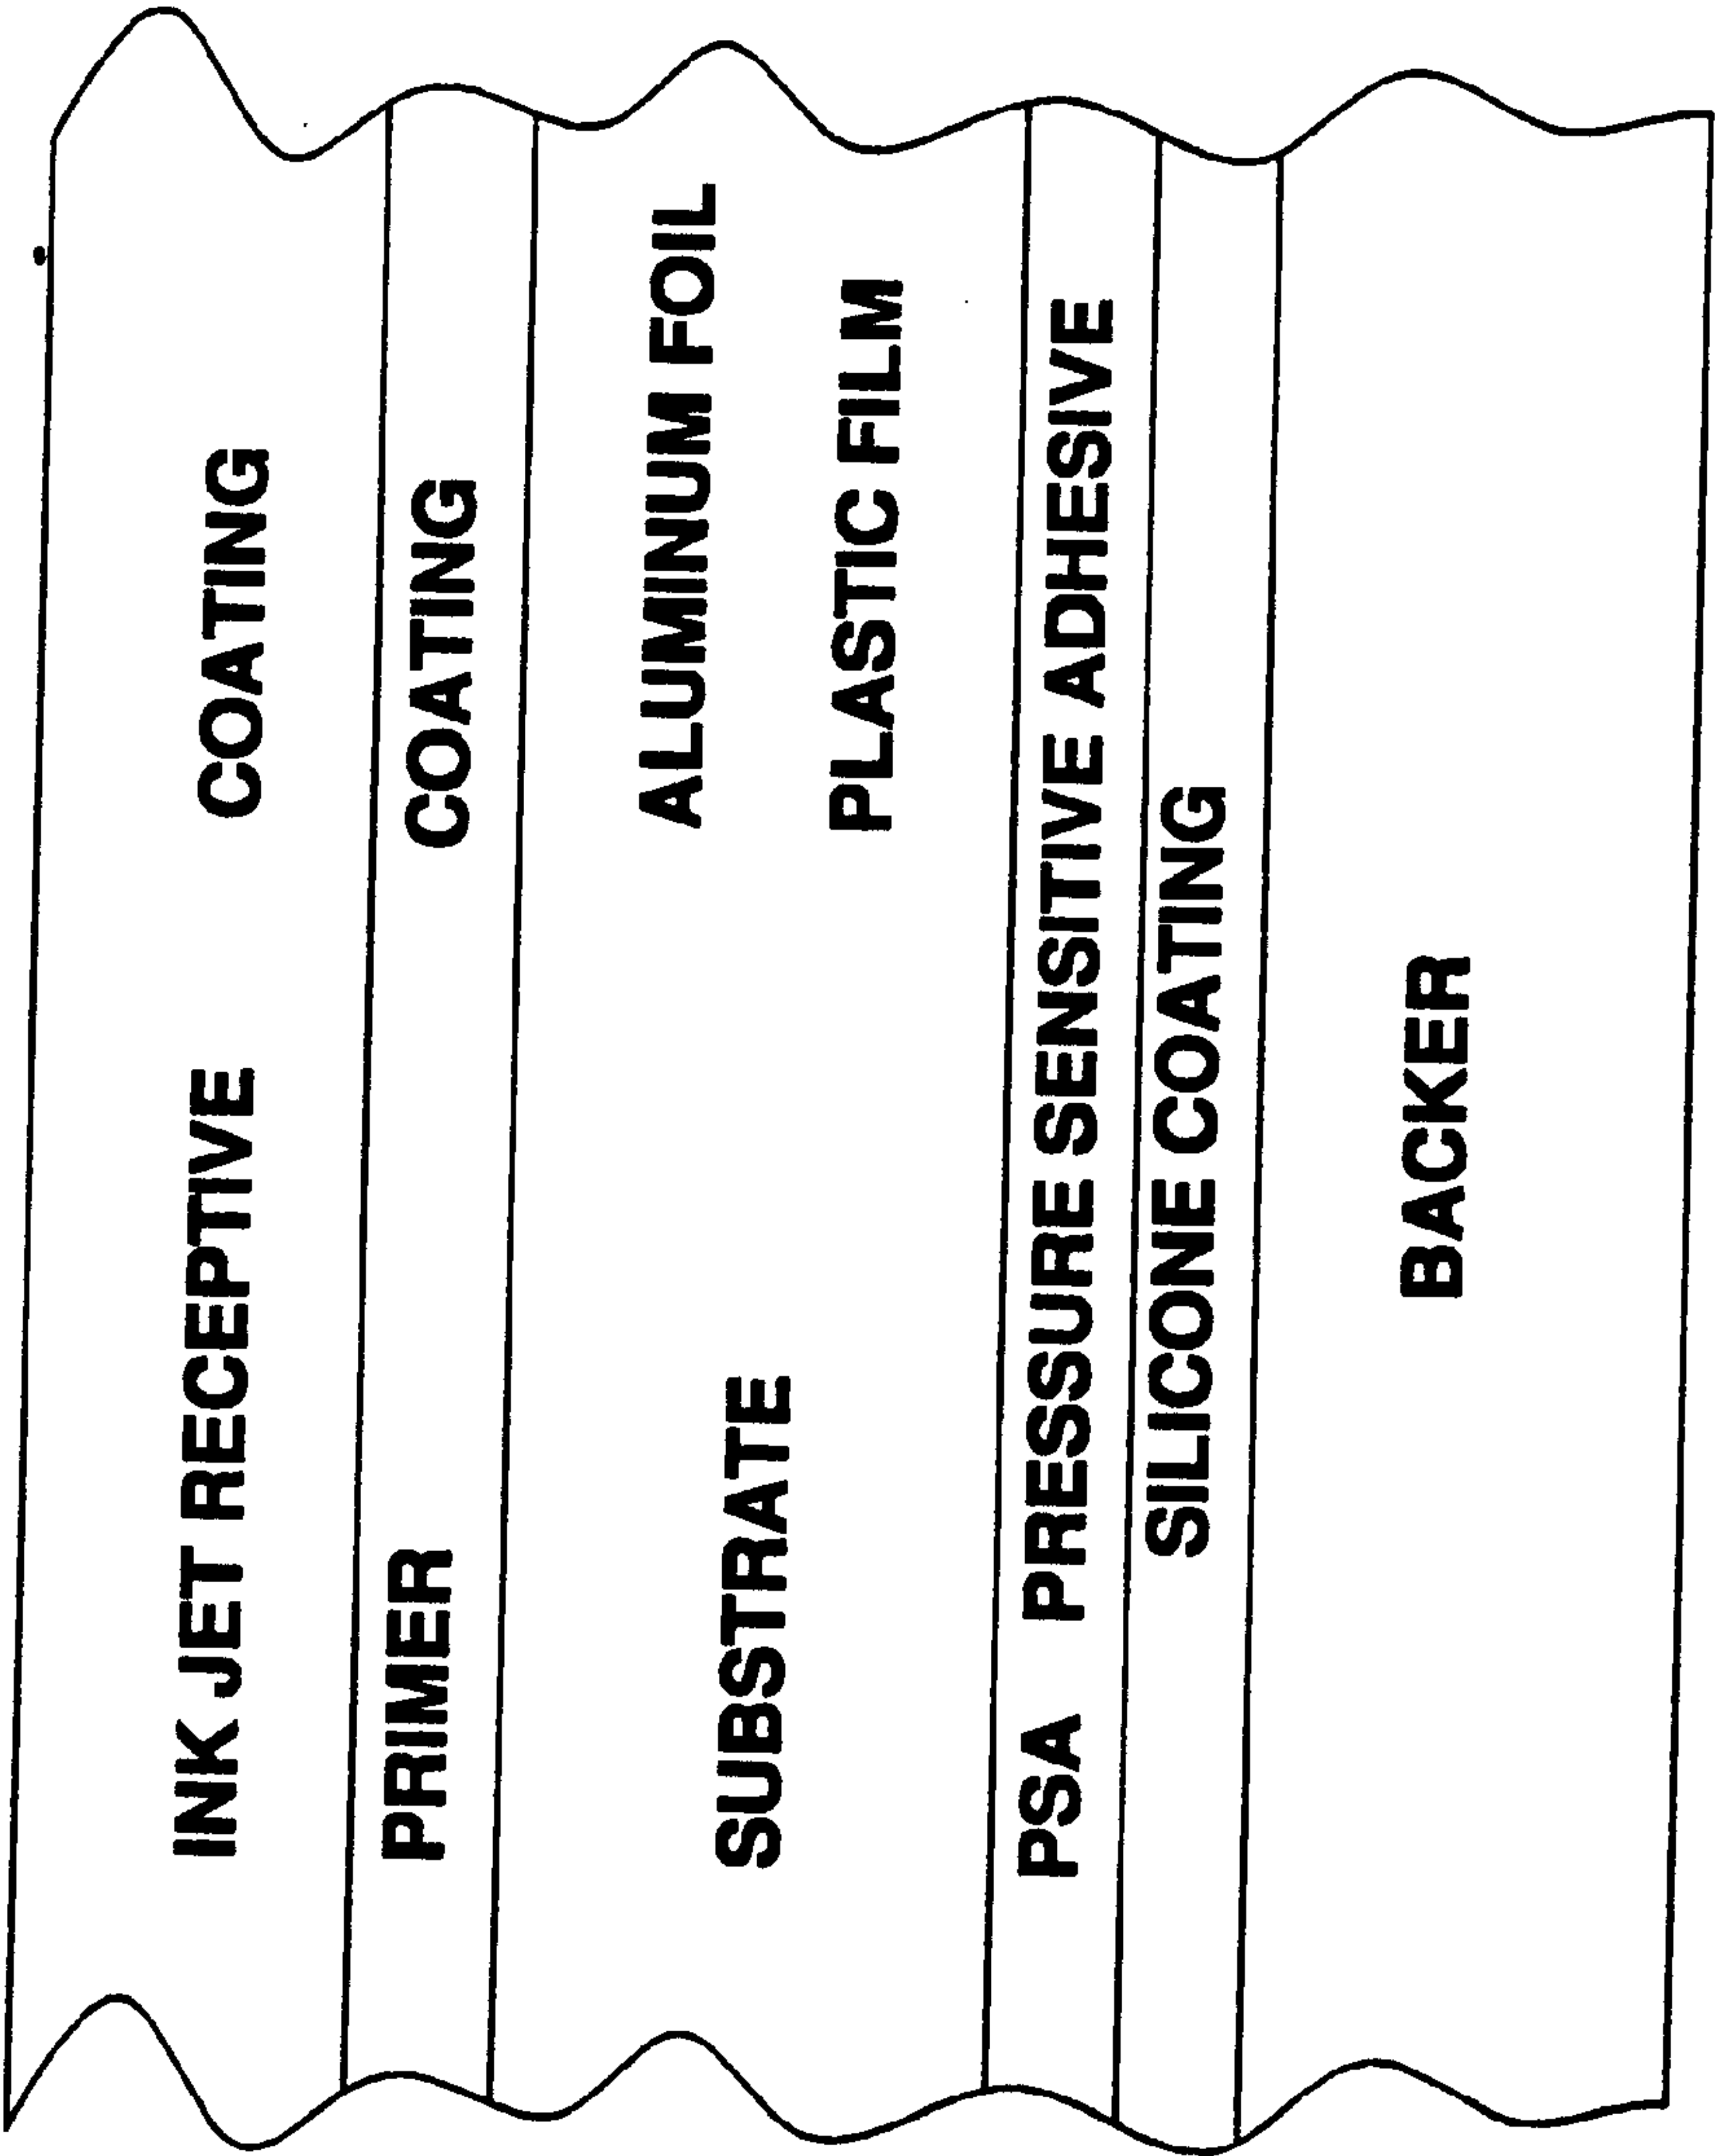 INK JET RECEPTIVE COATING
PRIMER COATING
SUBSTRATE
ALUMINUM FOIL
PLASTIC FILM
PSA PRESSURE SENSITIVE ADHESIVE
SILICONE COATING
BACKER